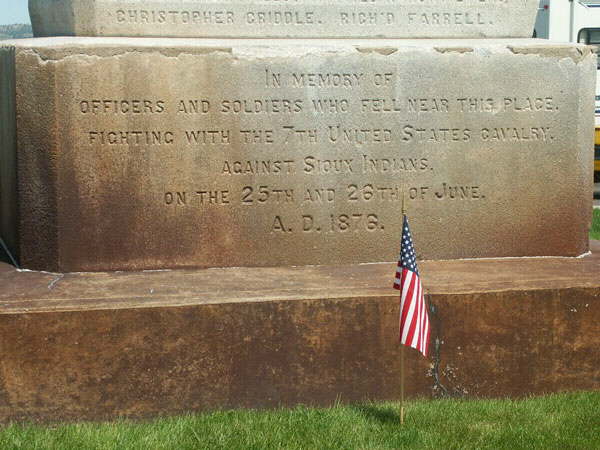 CHRISTOPHER CRIDDLE. RICH'D FARRELL.
IN MEMORY OF
OFFICERS AND SOLDIERS WHO FELL NEAR THIS PLACE,
FIGHTING WITH THE 7TH UNITED STATES CAVALRY,
AGAINST SIOUX INDIANS,
ON THE 25TH AND 26TH OF JUNE,
A. D. 1876.